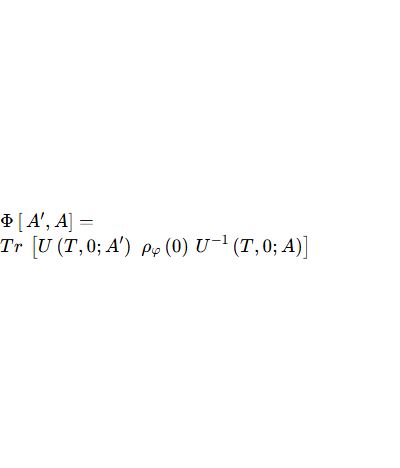 Φ [ A′, A] =
Tr [U (T, 0; A′) ρ_φ (0) U⁻¹ (T, 0; A)]